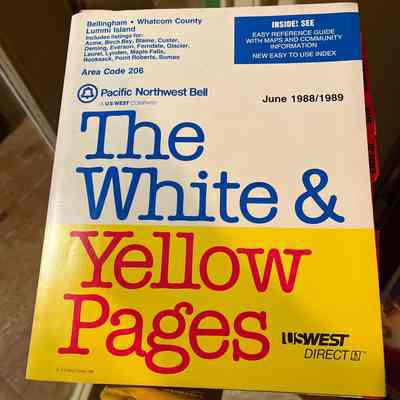 Bellingham • Whatcom County
Lummi Island
Includes listings for:
Acme, Birch Bay, Blaine, Custer,
Deming, Everson, Ferndale, Glacier,
Laurel, Lynden, Maple Falls,
Nooksack, Point Roberts, Sumas
Area Code 206
INSIDE! SEE
EASY REFERENCE GUIDE
WITH MAPS AND COMMUNITY
INFORMATION
NEW EASY TO USE INDEX
Pacific Northwest Bell
A US WEST COMPANY
June 1988/1989
The
White &
Yellow
Pages
USWEST
DIRECT